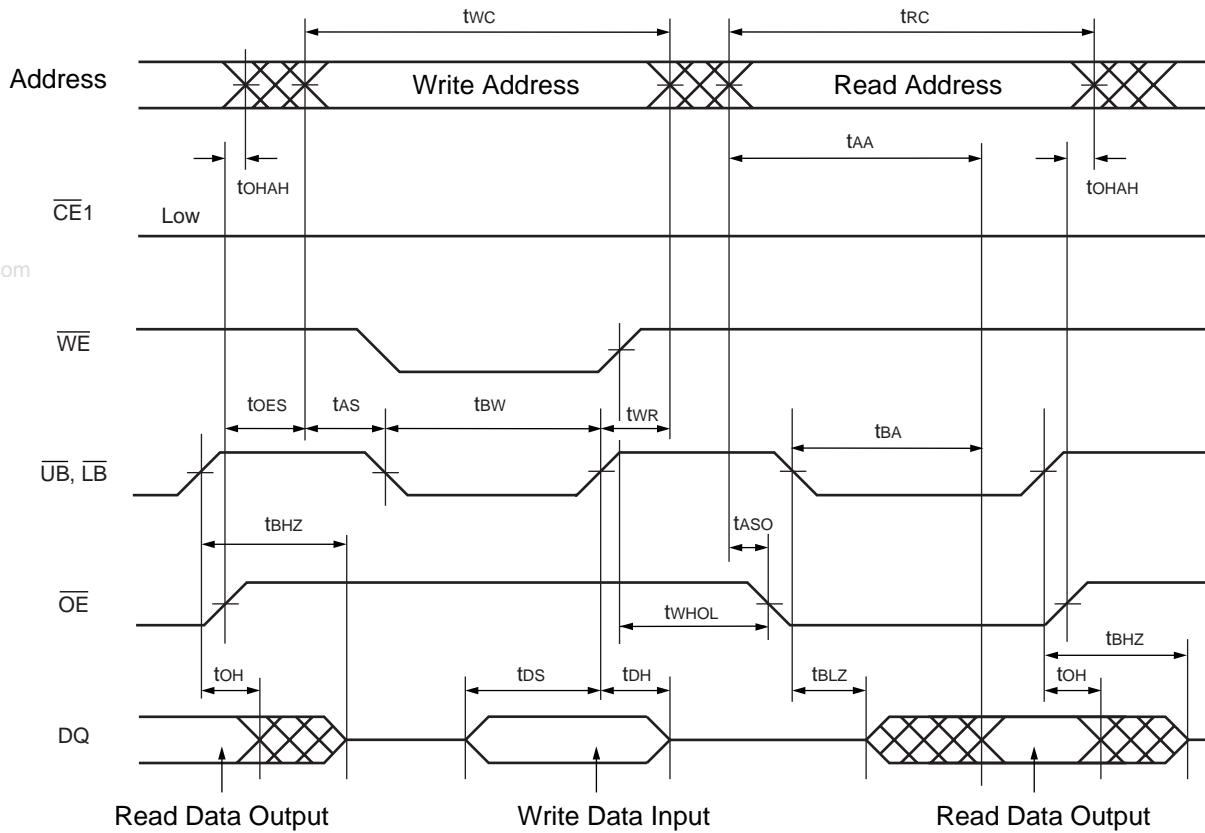 tWC
tRC
Address
Write Address
Read Address
tAA
tOHAH
tOHAH
CE1
Low
om
WE
tOES
tAS
tBW
tWR
tBA
UB, LB
tBHZ
tASO
OE
tWHOL
tBHZ
tOH
tDS
tDH
tBLZ
tOH
DQ
Read Data Output
Write Data Input
Read Data Output